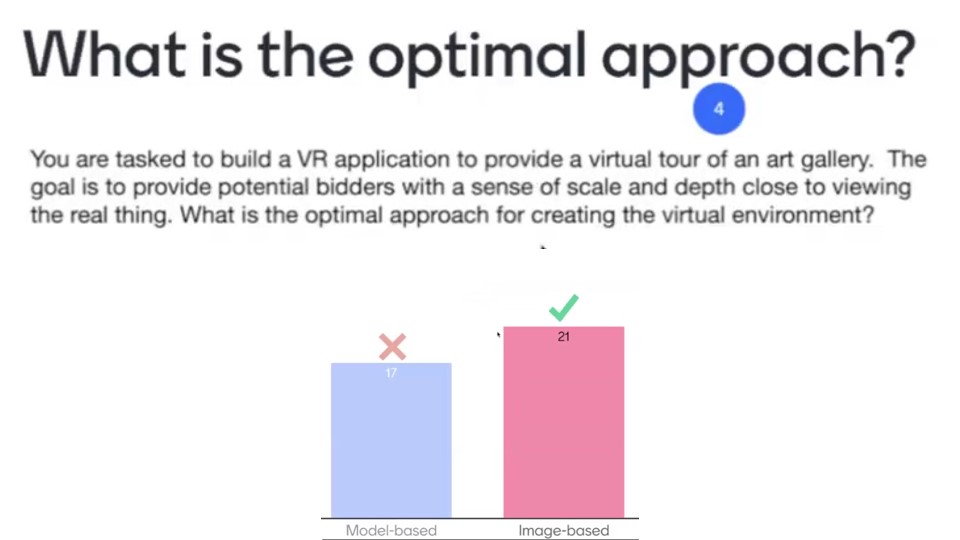 What is the optimal approach?
4
You are tasked to build a VR application to provide a virtual tour of an art gallery.  The
goal is to provide potential bidders with a sense of scale and depth close to viewing
the real thing. What is the optimal approach for creating the virtual environment?
17
21
Model-based
Image-based